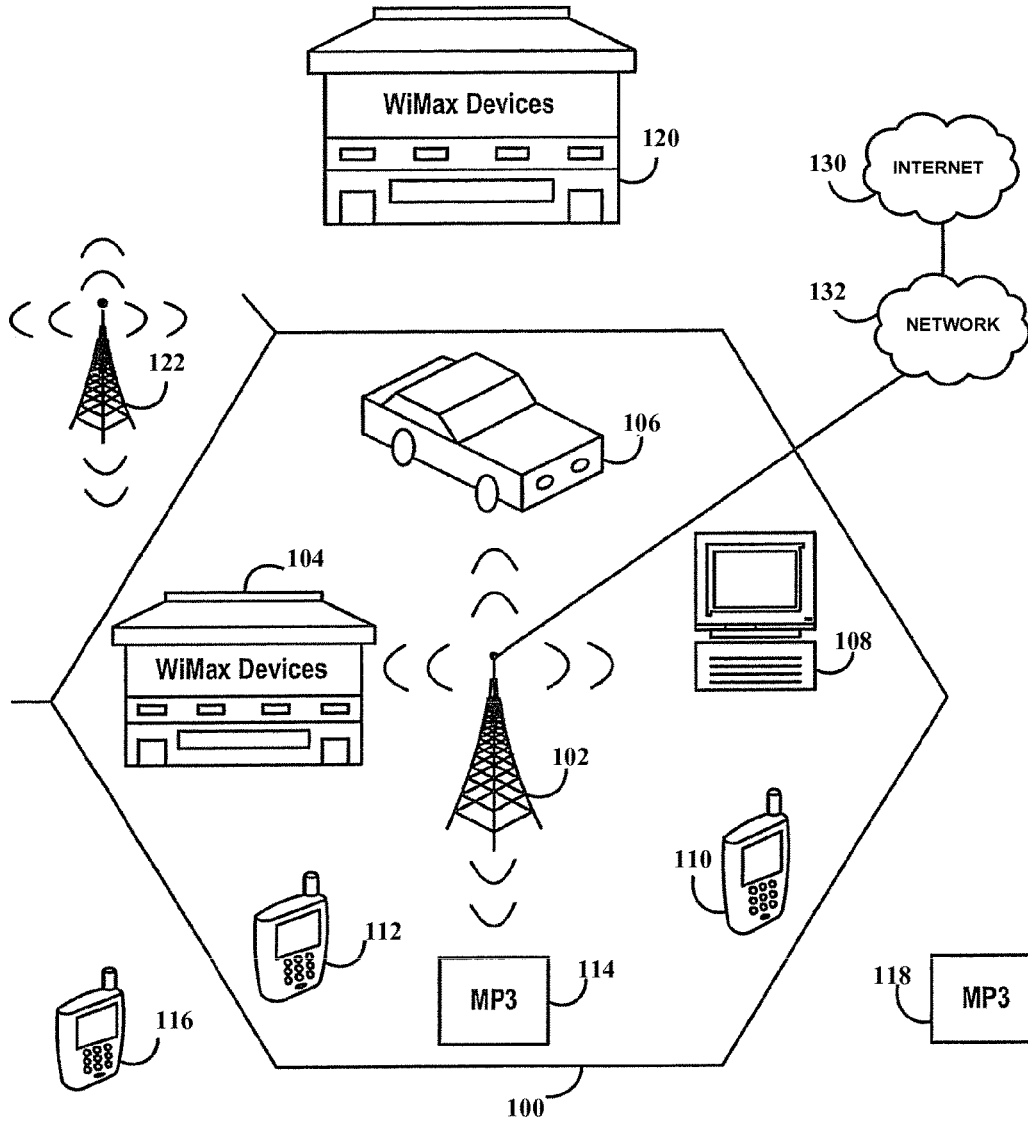 WiMax Devices
120
130
INTERNET
132
NETWORK
122
106
104
WiMax Devices
108
102
110
112
114
MP3
118
MP3
116
100